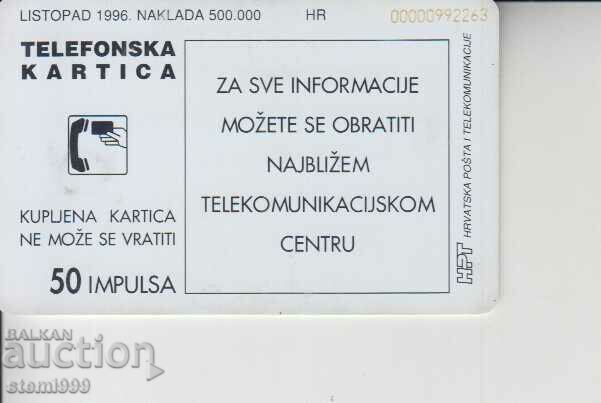 LISTOPAD 1996. NAKLADA 500.000 HR 00000992263
TELEFONSKA
KARTICA
KUPLJENA KARTICA
NE MOŽE SE VRATITI
50 IMPULSA
ZA SVE INFORMACIJE
MOŽETE SE OBRATITI
NAJBLIŽEM
TELEKOMUNIKACIJSKOM
CENTRU
HPT HRVATSKA POŠTA I TELEKOMUNIKACIJE
BALKAN
auction
stemi999